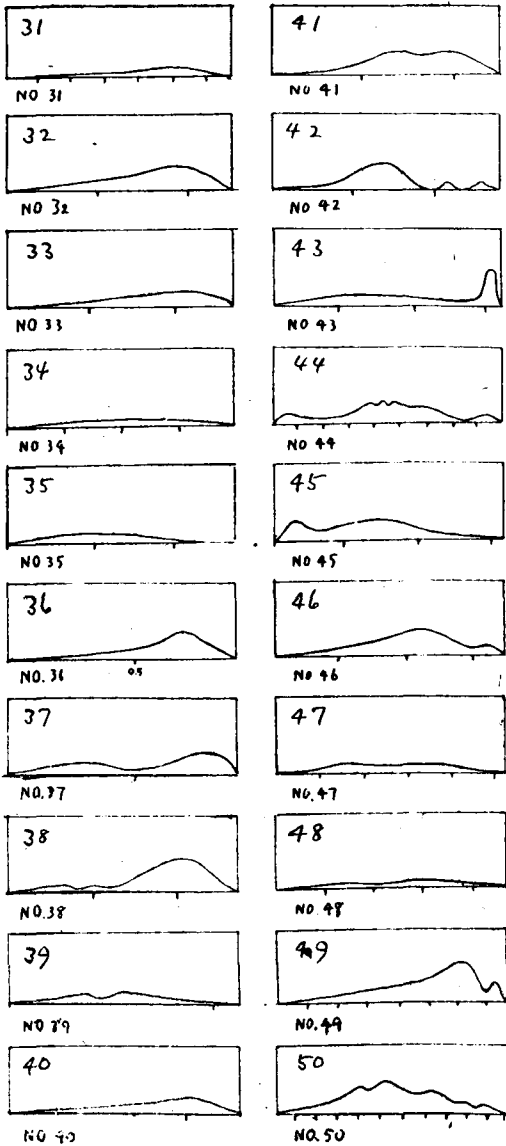 31
NO 31
32
NO 32
33
NO 33
34
NO 34
35
NO 35
36
NO. 36 0.5
37
NO. 37
38
NO. 38
39
NO 39
40
NO 40
41
NO 41
42
NO 42
43
NO 43
44
NO 44
45
NO 45
46
NO 46
47
NO. 47
48
NO. 48
49
NO. 49
50
NO. 50